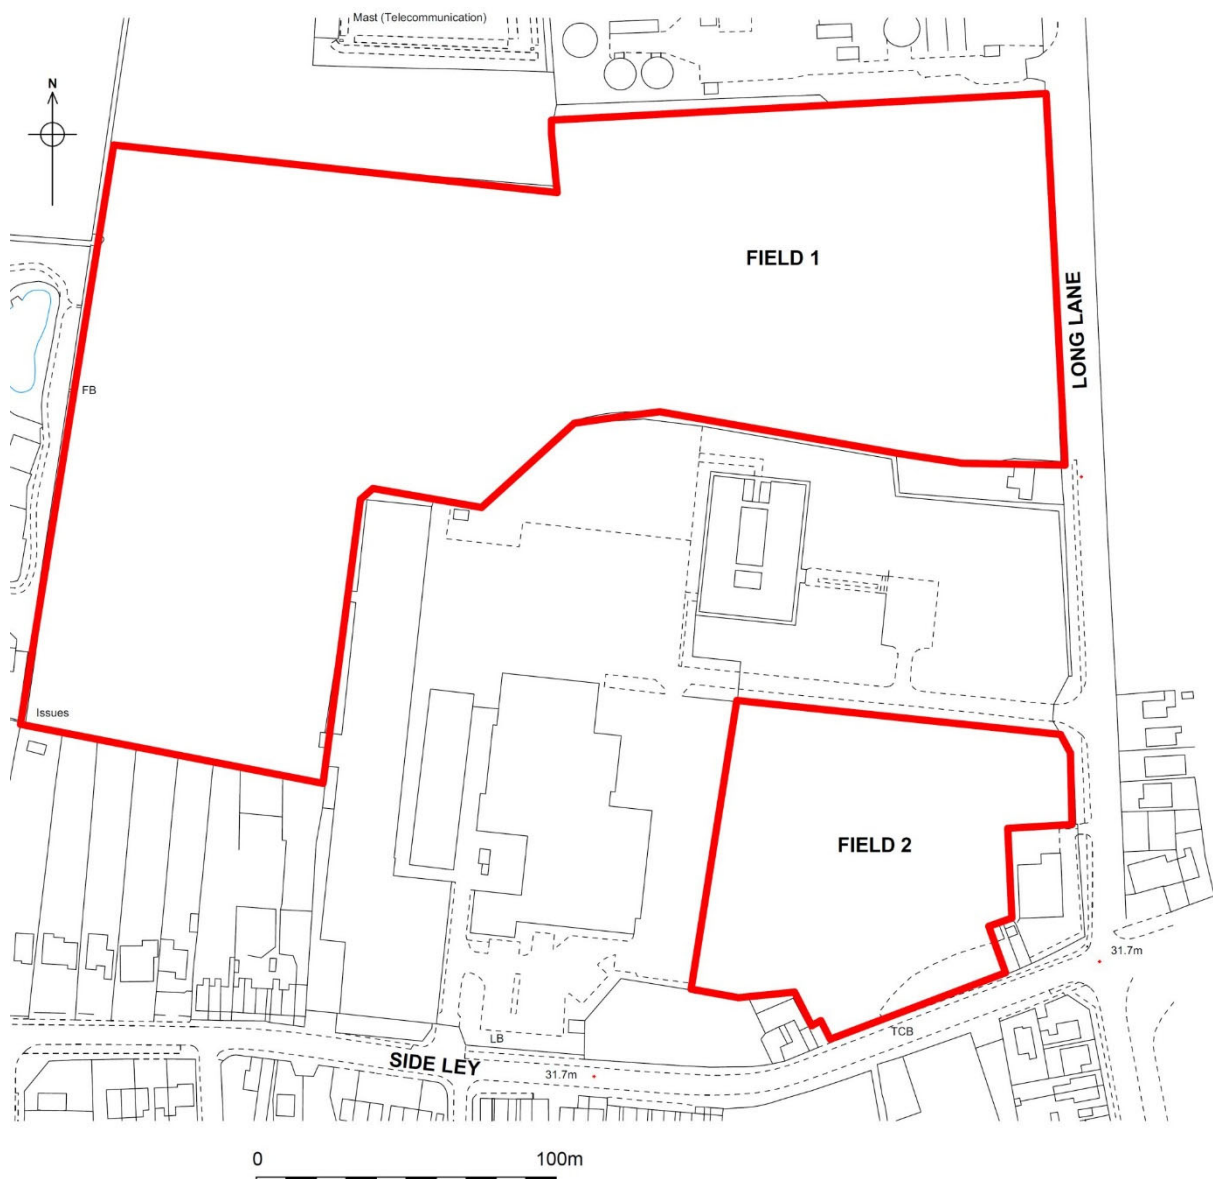 Mast (Telecommunication)
N
FIELD 1
LONG LANE
FB
Issues
FIELD 2
31.7m
TCB
LB
SIDE LEY
31.7m
0 100m